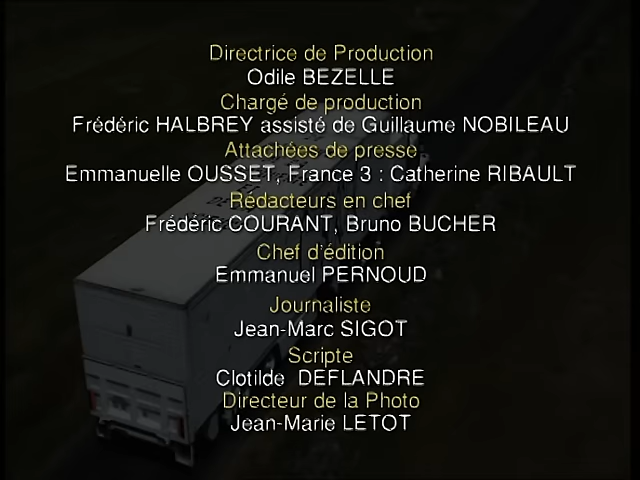 Directrice de Production
Odile BEZELLE
Chargé de production
Frédéric HALBREY assisté de Guillaume NOBILEAU
Attachées de presse
Emmanuelle OUSSET, France 3 : Catherine RIBAULT
Rédacteurs en chef
Frédéric COURANT, Bruno BUCHER
Chef d'édition
Emmanuel PERNOUD
Journaliste
Jean-Marc SIGOT
Scripte
Clotilde DEFLANDRE
Directeur de la Photo
Jean-Marie LETOT